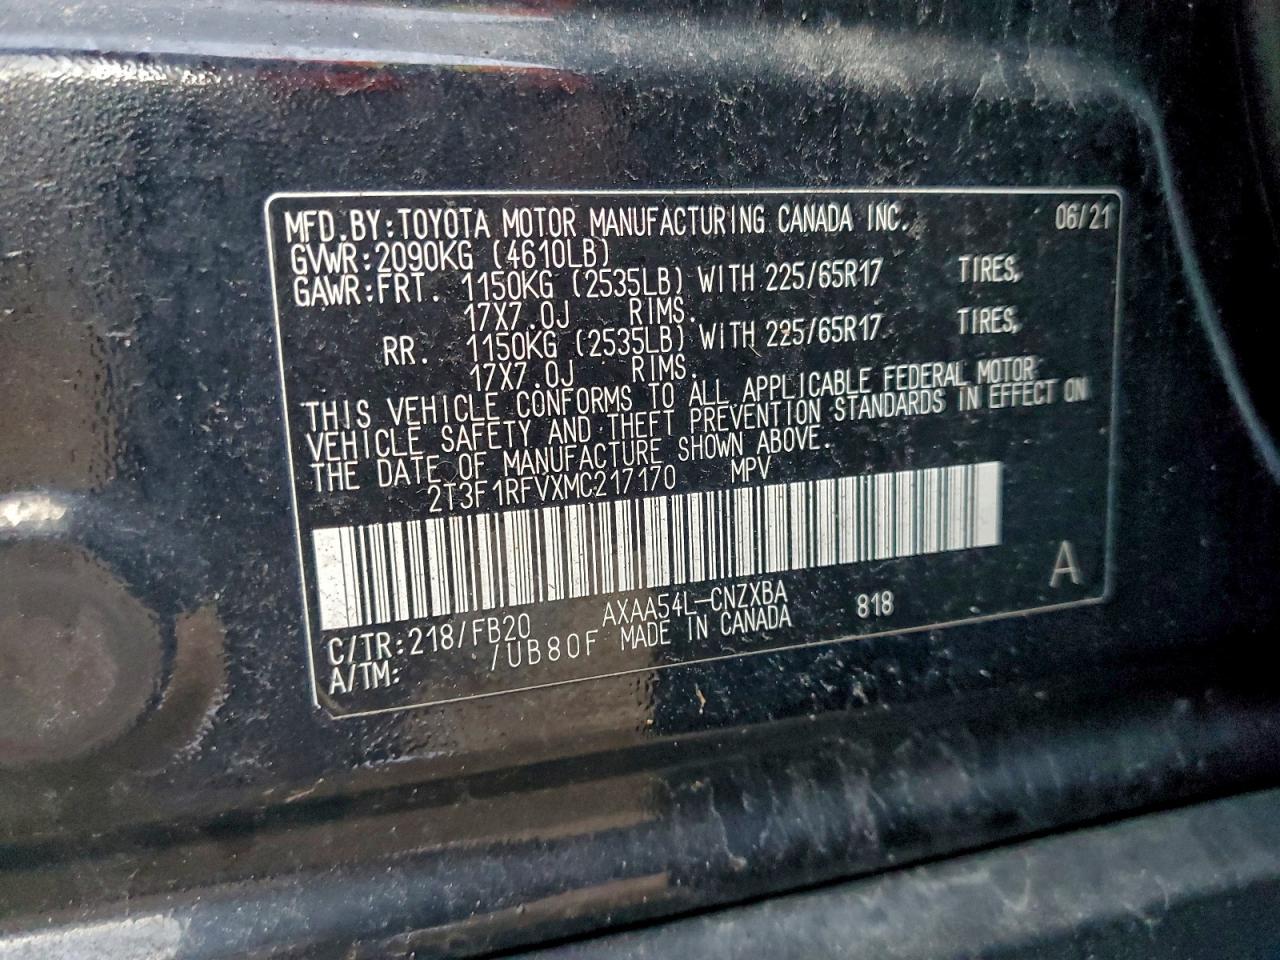 MFD.BY:TOYOTA MOTOR MANUFACTURING CANADA INC. 06/21
GVWR:2090KG (4610LB)
GAWR:FRT. 1150KG (2535LB) WITH 225/65R17 TIRES,
17X7.0J RIMS.
RR. 1150KG (2535LB) WITH 225/65R17 TIRES,
17X7.0J RIMS.
THIS VEHICLE CONFORMS TO ALL APPLICABLE FEDERAL MOTOR
VEHICLE SAFETY AND THEFT PREVENTION STANDARDS IN EFFECT ON
THE DATE OF MANUFACTURE SHOWN ABOVE.
2T3F1RFVXMC217170 MPV
A
C/TR:218/FB20 AXAA54L-CNZXBA 818
A/TM: /UB80F MADE IN CANADA